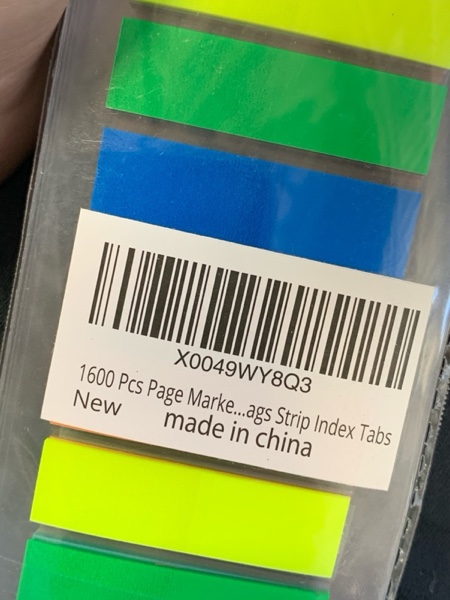 X0049WY8Q3
1600 Pcs Page Marke...ags Strip Index Tabs
New
made in china